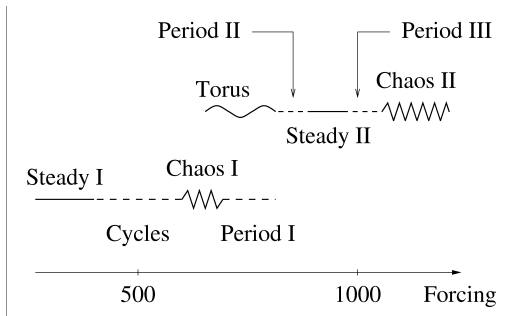 Period II
Period III
Chaos II
Torus
Steady II
Chaos I
Steady I
Cycles
Period I
500
1000
Forcing